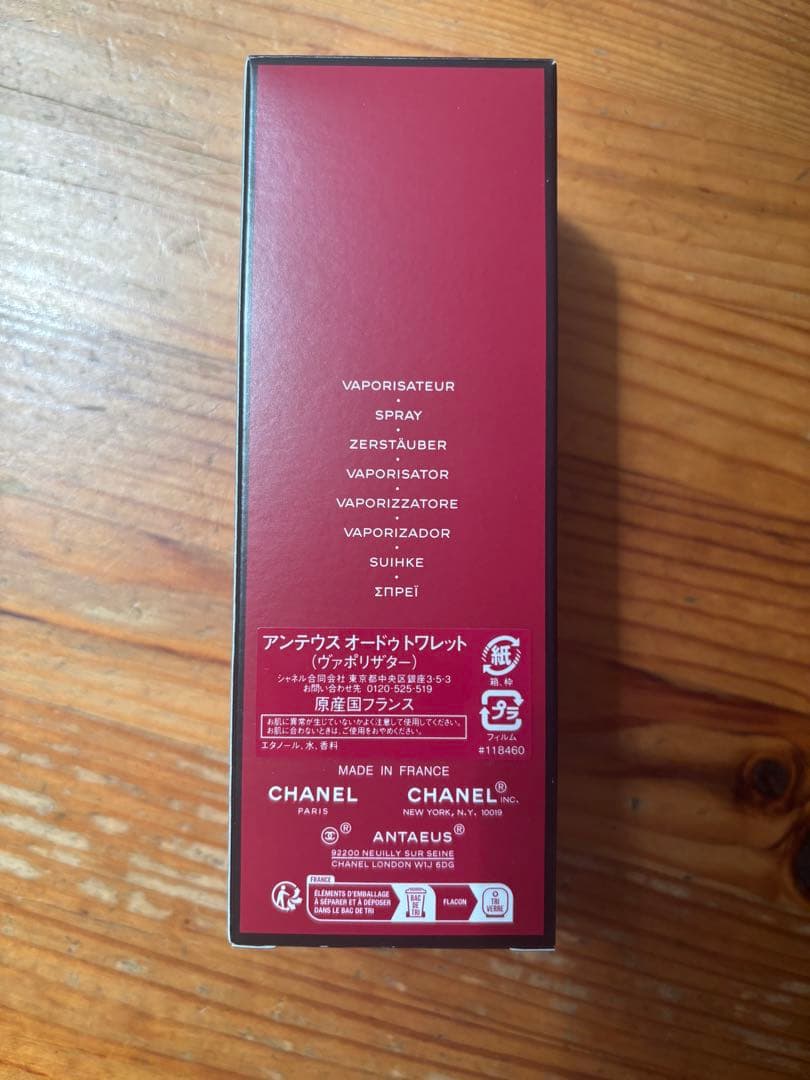 VAPORISATEUR
SPRAY
ZERSTÄUBER
VAPORISATOR
VAPORIZZATORE
VAPORIZADOR
SUIHKE
ΣΠΡΕΪ
アンテウス オードゥ トワレット
(ヴァポリザター)
シャネル合同会社 東京都中央区銀座3-5-3
お問い合わせ先 0120-525-519
原産国フランス
お肌に異常が生じていないかよく注意して使用してください。
お肌に合わないときは、ご使用をおやめください。
エタノール、水、香料
紙
箱、枠
プラ
フィルム
#118460
MADE IN FRANCE
CHANEL
PARIS
CHANEL® INC.
NEW YORK, N.Y. 10019
® ANTAEUS®
92200 NEUILLY SUR SEINE
CHANEL LONDON W1J 6DG
FRANCE
ÉLÉMENTS D'EMBALLAGE
À SÉPARER ET À DÉPOSER
DANS LE BAC DE TRI
BAC
DE
TRI
FLACON
TRI
VERRE